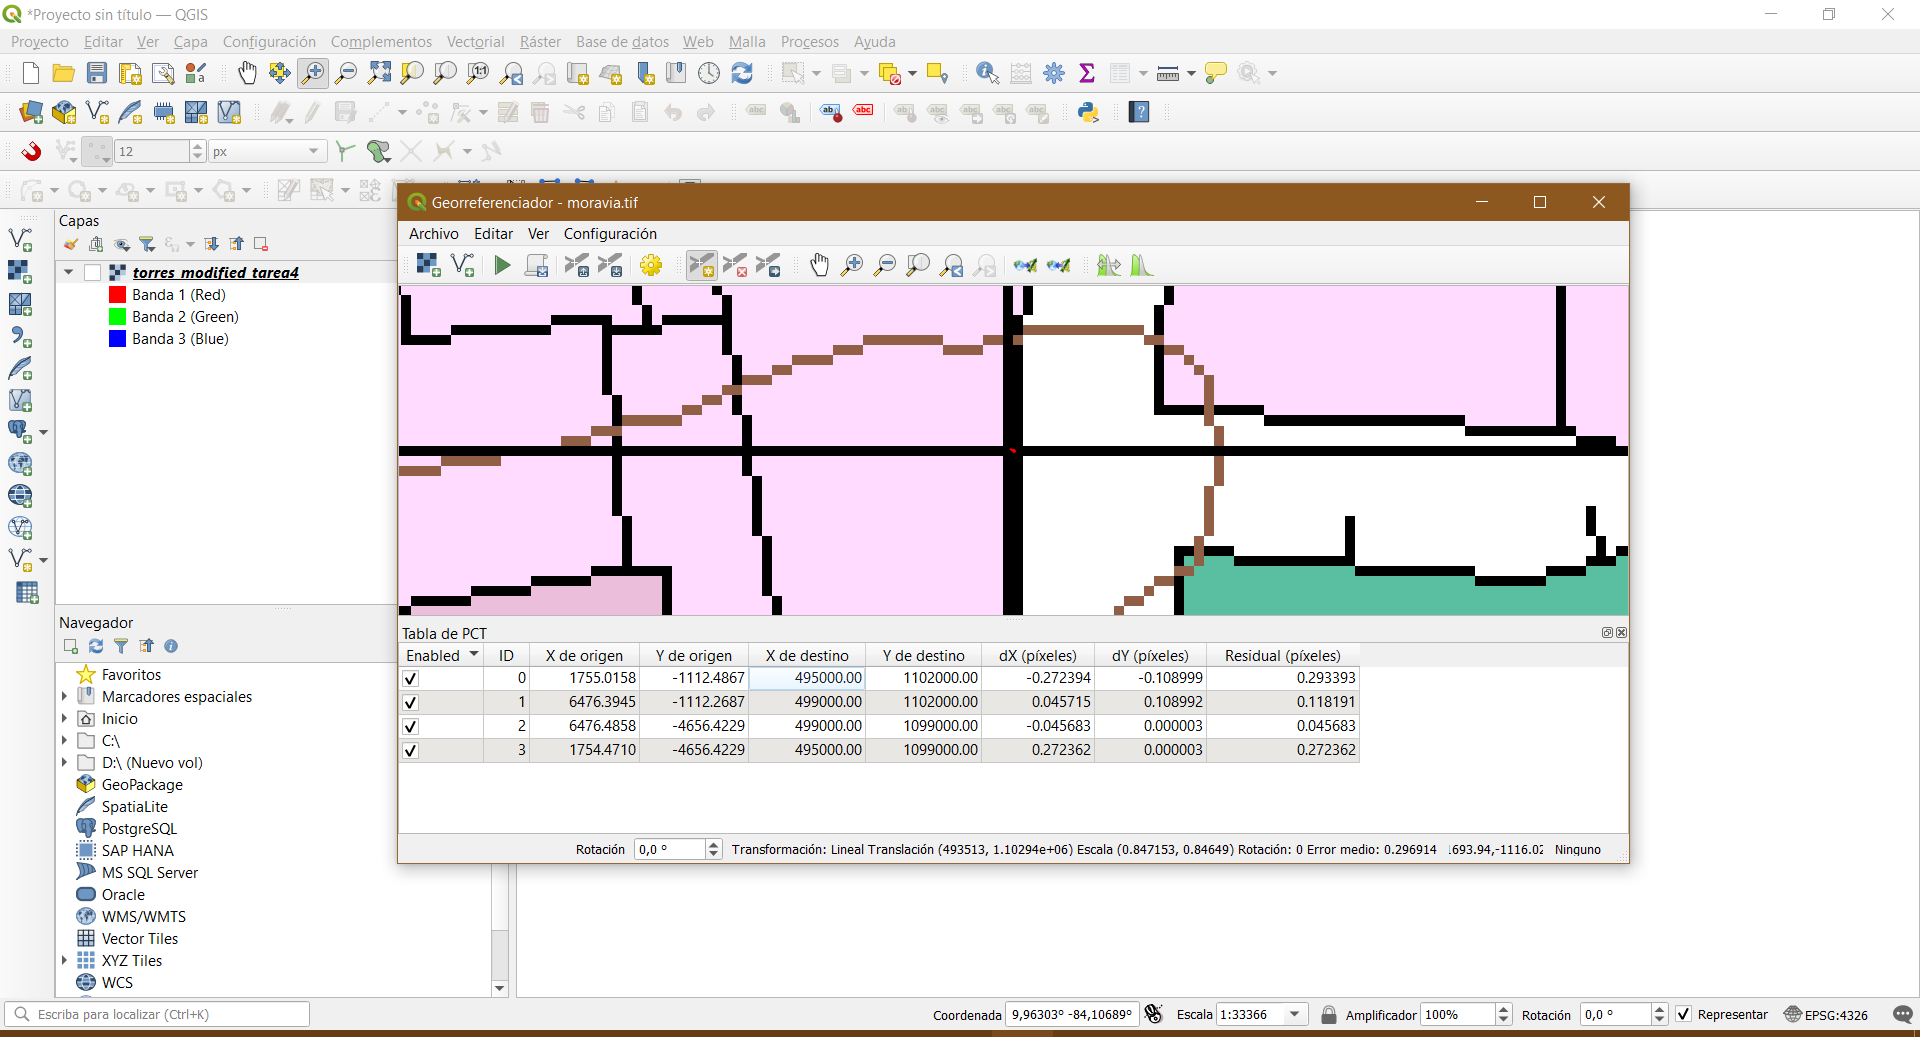 *Proyecto sin título — QGIS
Proyecto Editar Ver Capa Configuración Complementos Vectorial Ráster Base de datos Web Malla Procesos Ayuda
12 px
Capas
torres_modified_tarea4
Banda 1 (Red)
Banda 2 (Green)
Banda 3 (Blue)
Georreferenciador - moravia.tif
Archivo Editar Ver Configuración
Tabla de PCT
Enabled ID X de origen Y de origen X de destino Y de destino dX (píxeles) dY (píxeles) Residual (píxeles)
0 1755.0158 -1112.4867 495000.00 1102000.00 -0.272394 -0.108999 0.293393
1 6476.3945 -1112.2687 499000.00 1102000.00 0.045715 0.108992 0.118191
2 6476.4858 -4656.4229 499000.00 1099000.00 -0.045683 0.000003 0.045683
3 1754.4710 -4656.4229 495000.00 1099000.00 0.272362 0.000003 0.272362
Rotación 0,0 ° Transformación: Lineal Translación (493513, 1.10294e+06) Escala (0.847153, 0.84649) Rotación: 0 Error medio: 0.296914 1693.94,-1116.02 Ninguno
Navegador
Favoritos
Marcadores espaciales
Inicio
C:\
D:\ (Nuevo vol)
GeoPackage
SpatiaLite
PostgreSQL
SAP HANA
MS SQL Server
Oracle
WMS/WMTS
Vector Tiles
XYZ Tiles
WCS
Escriba para localizar (Ctrl+K)
Coordenada 9,96303° -84,10689° Escala 1:33366 Amplificador 100% Rotación 0,0 ° Representar EPSG:4326